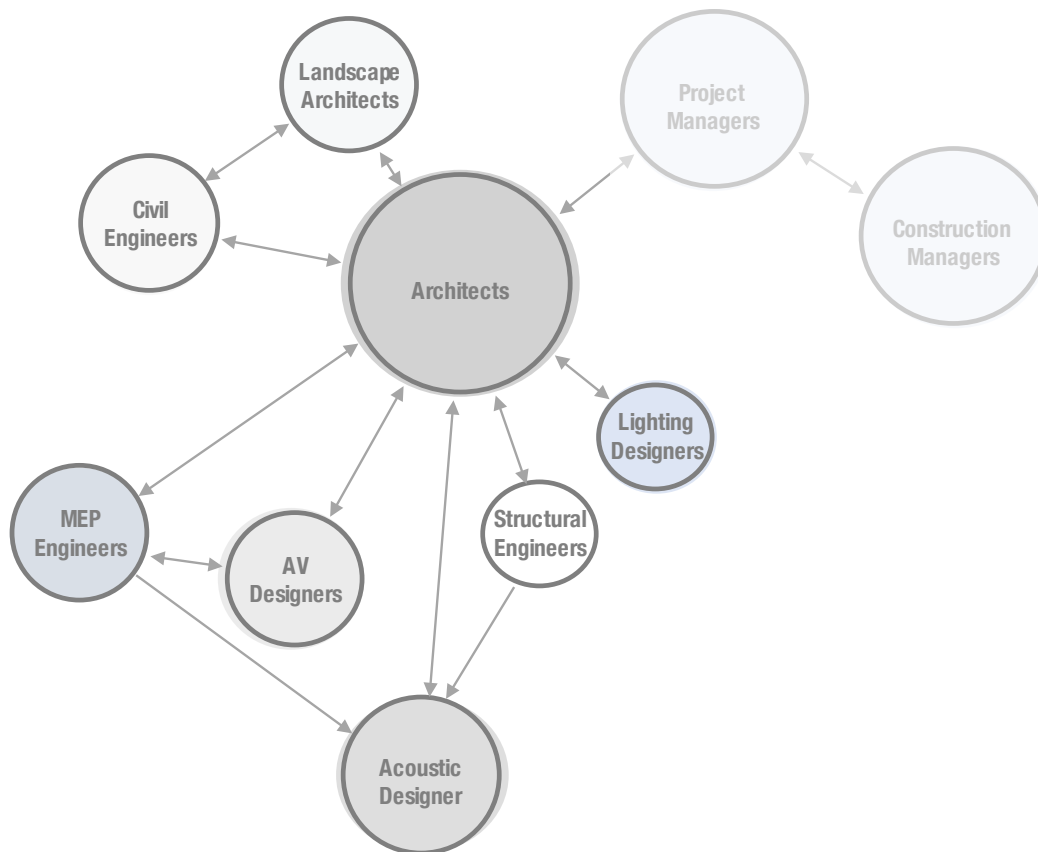 Landscape
Architects
Project
Managers
Civil
Engineers
Construction
Managers
Architects
Lighting
Designers
MEP
Engineers
Structural
Engineers
AV
Designers
Acoustic
Designer